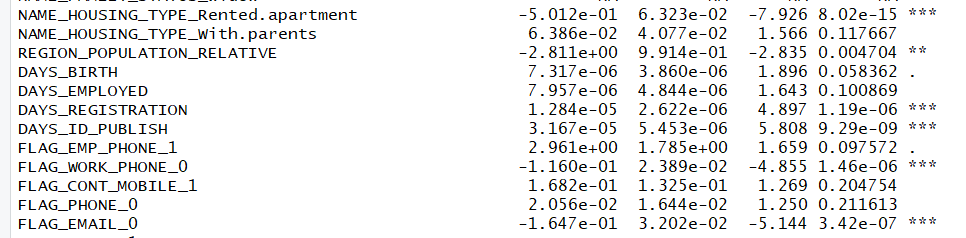 NAME_HOUSING_TYPE_Rented.apartment -5.012e-01 6.323e-02 -7.926 8.02e-15 ***
NAME_HOUSING_TYPE_With.parents 6.386e-02 4.077e-02 1.566 0.117667
REGION_POPULATION_RELATIVE -2.811e+00 9.914e-01 -2.835 0.004704 **
DAYS_BIRTH 7.317e-06 3.860e-06 1.896 0.058362 .
DAYS_EMPLOYED 7.957e-06 4.844e-06 1.643 0.100869
DAYS_REGISTRATION 1.284e-05 2.622e-06 4.897 1.19e-06 ***
DAYS_ID_PUBLISH 3.167e-05 5.453e-06 5.808 9.29e-09 ***
FLAG_EMP_PHONE_1 2.961e+00 1.785e+00 1.659 0.097572 .
FLAG_WORK_PHONE_0 -1.160e-01 2.389e-02 -4.855 1.46e-06 ***
FLAG_CONT_MOBILE_1 1.682e-01 1.325e-01 1.269 0.204754
FLAG_PHONE_0 2.056e-02 1.644e-02 1.250 0.211613
FLAG_EMAIL_0 -1.647e-01 3.202e-02 -5.144 3.42e-07 ***